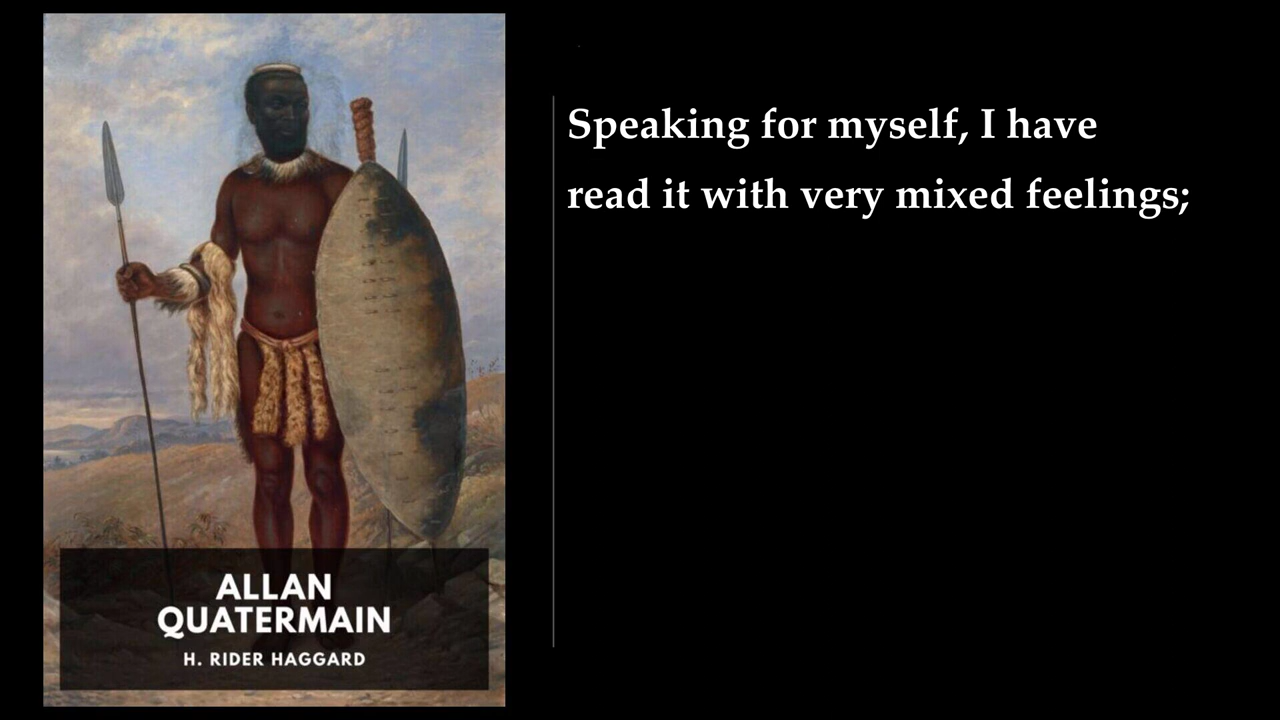 ALLAN
QUATERMAIN
H. RIDER HAGGARD
Speaking for myself, I have
read it with very mixed feelings;